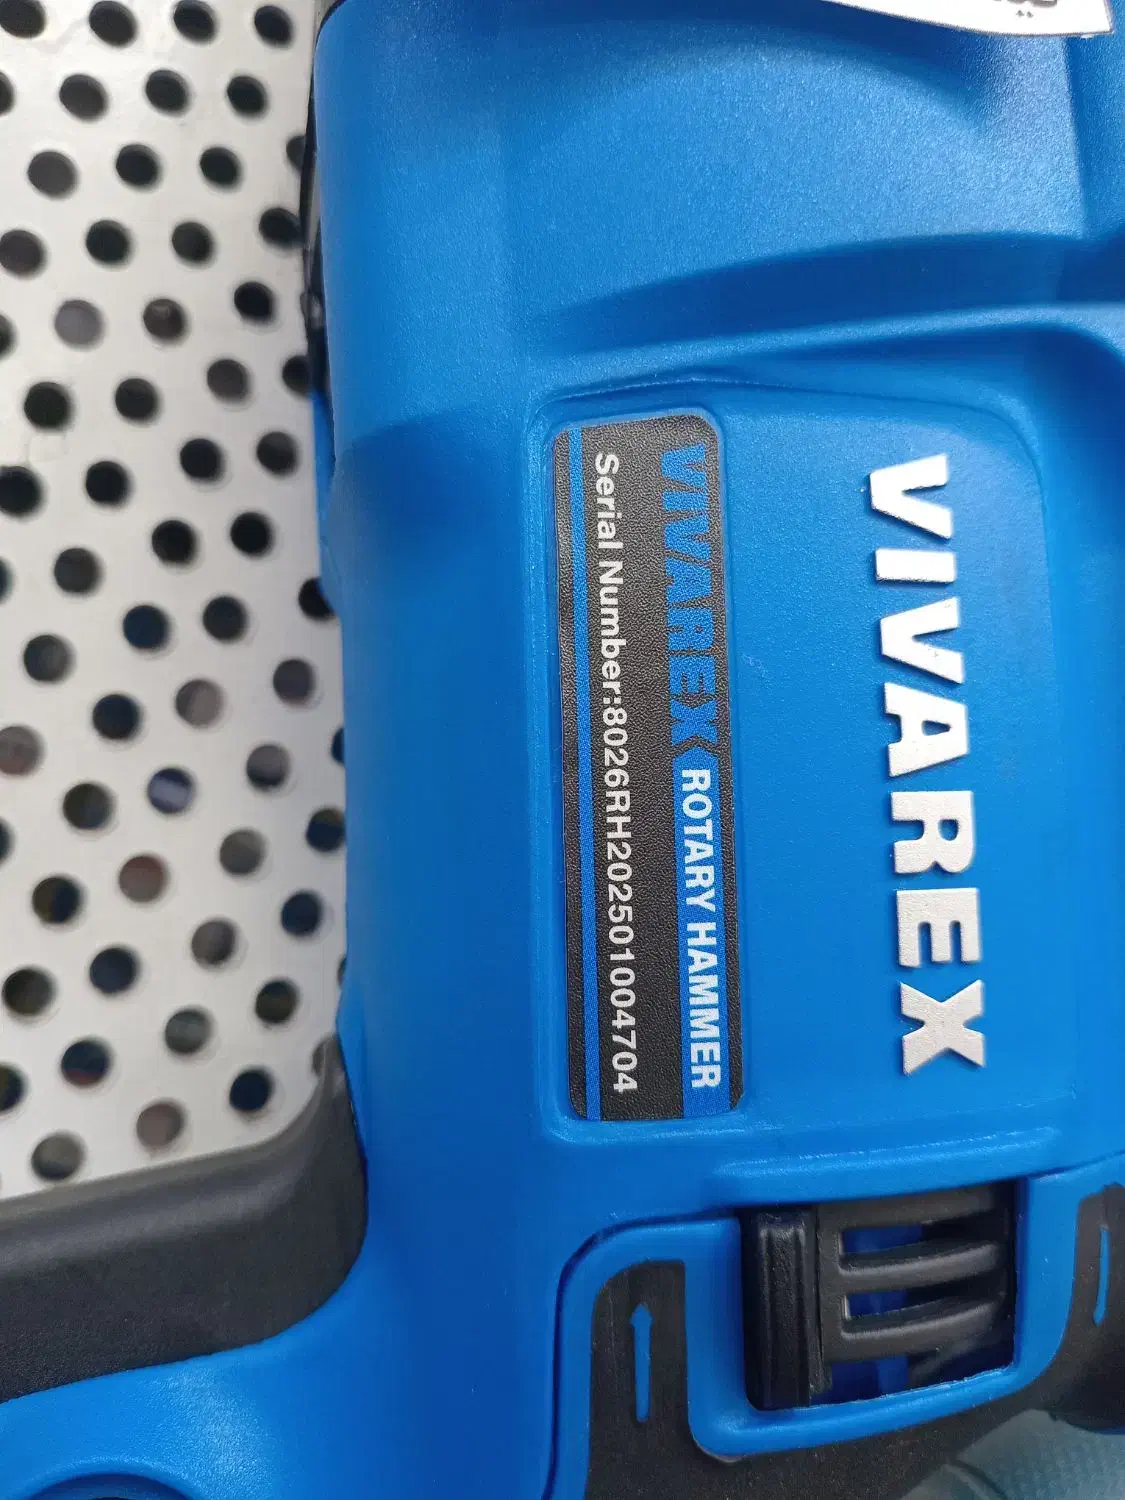 VIVAREX
VIVAREX ROTARY HAMMER
Serial Number:8026RH202501004704